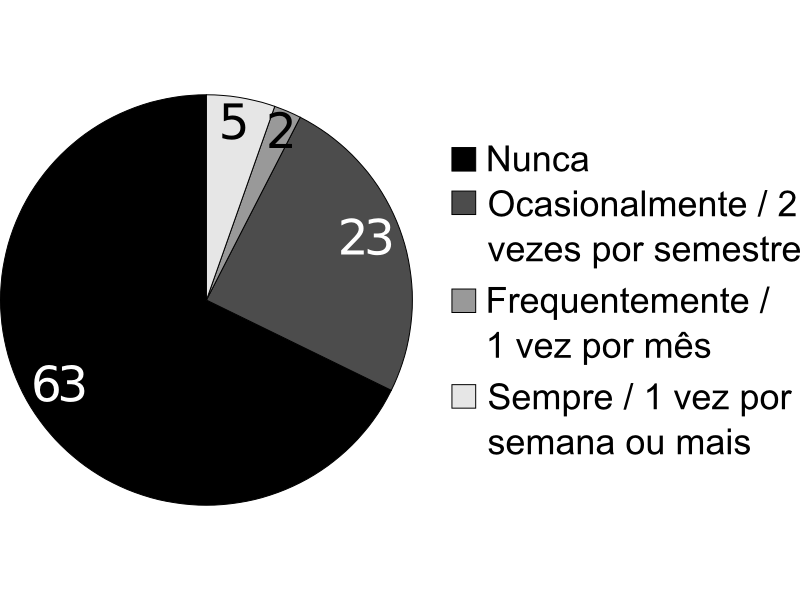 5
2
23
63
Nunca
Ocasionalmente / 2
vezes por semestre
Frequentemente /
1 vez por mês
Sempre / 1 vez por
semana ou mais